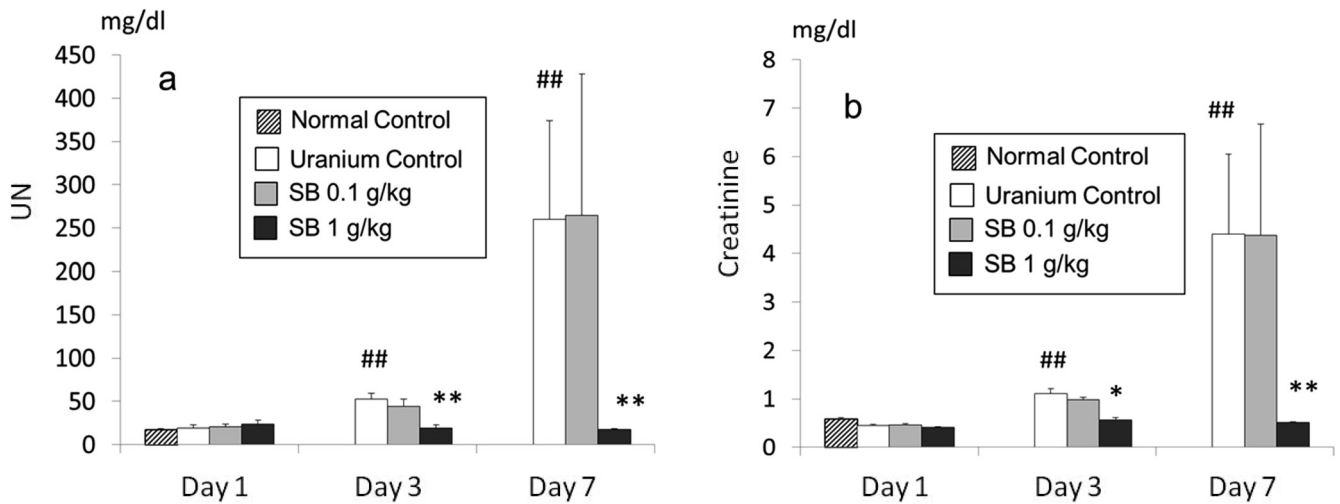 mg/dl
a
UN
450
400
350
300
250
200
150
100
50
0
Normal Control
Uranium Control
SB 0.1 g/kg
SB 1 g/kg
##
**
##
**
Day 1 Day 3 Day 7
mg/dl
b
Creatinine
8
7
6
5
4
3
2
1
0
Normal Control
Uranium Control
SB 0.1 g/kg
SB 1 g/kg
##
*
##
**
Day 1 Day 3 Day 7